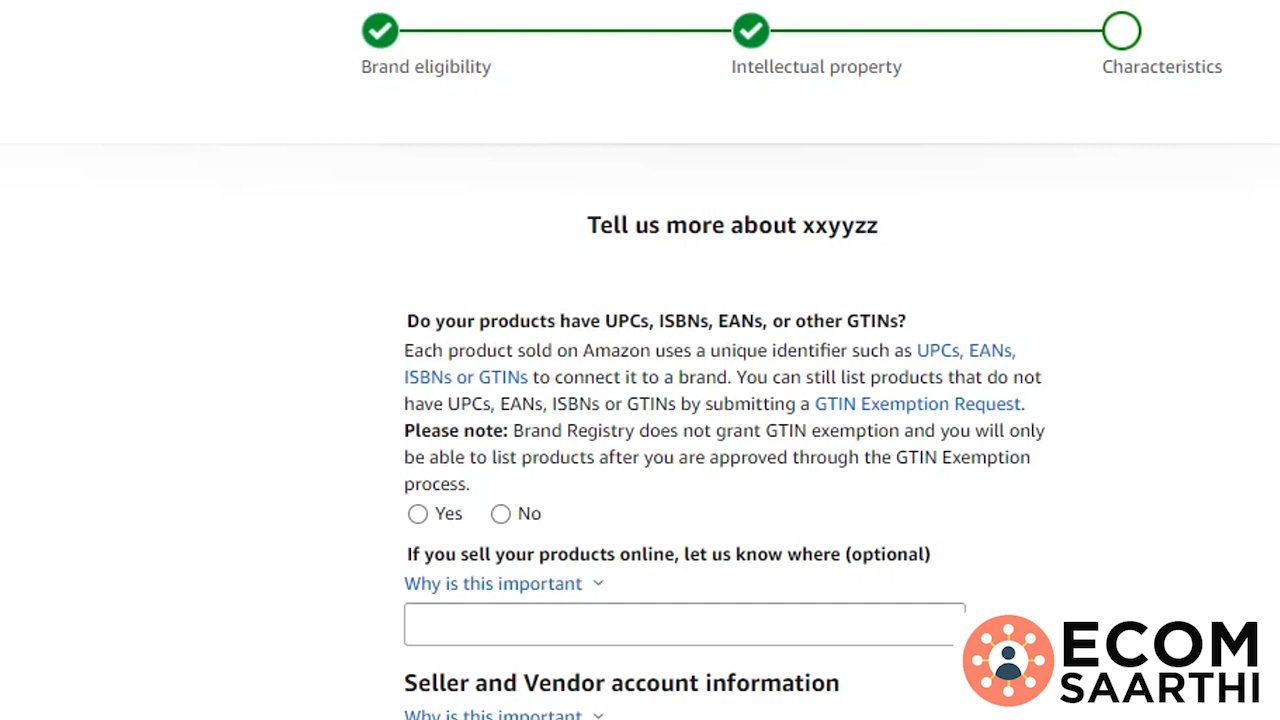 Brand eligibility
Intellectual property
Characteristics
Tell us more about xxyyzz
Do your products have UPCs, ISBNs, EANs, or other GTINs?
Each product sold on Amazon uses a unique identifier such as UPCs, EANs,
ISBNs or GTINs to connect it to a brand. You can still list products that do not
have UPCs, EANs, ISBNs or GTINs by submitting a GTIN Exemption Request.
Please note: Brand Registry does not grant GTIN exemption and you will only
be able to list products after you are approved through the GTIN Exemption
process.
Yes No
If you sell your products online, let us know where (optional)
Why is this important
Seller and Vendor account information
Why is this important
ECOM
SAARTHI